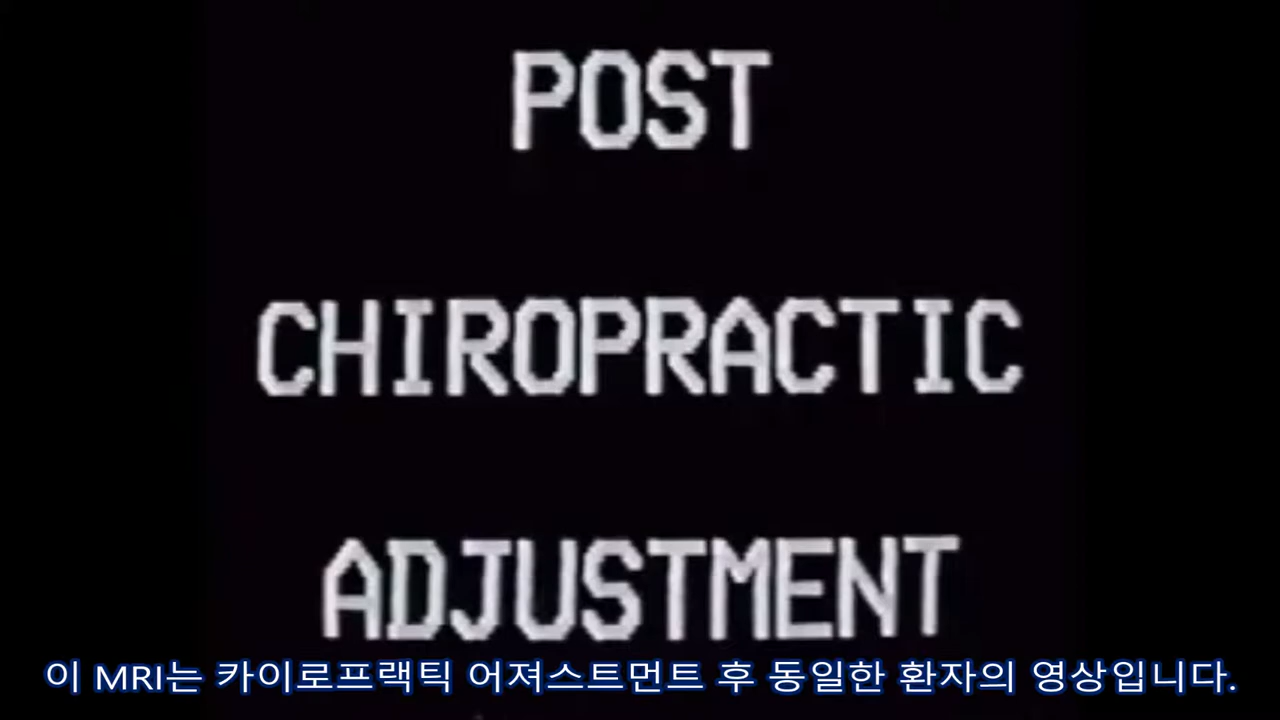 POST
CHIROPRACTIC
ADJUSTMENT
이 MRI는 카이로프랙틱 어져스트먼트 후 동일한 환자의 영상입니다.